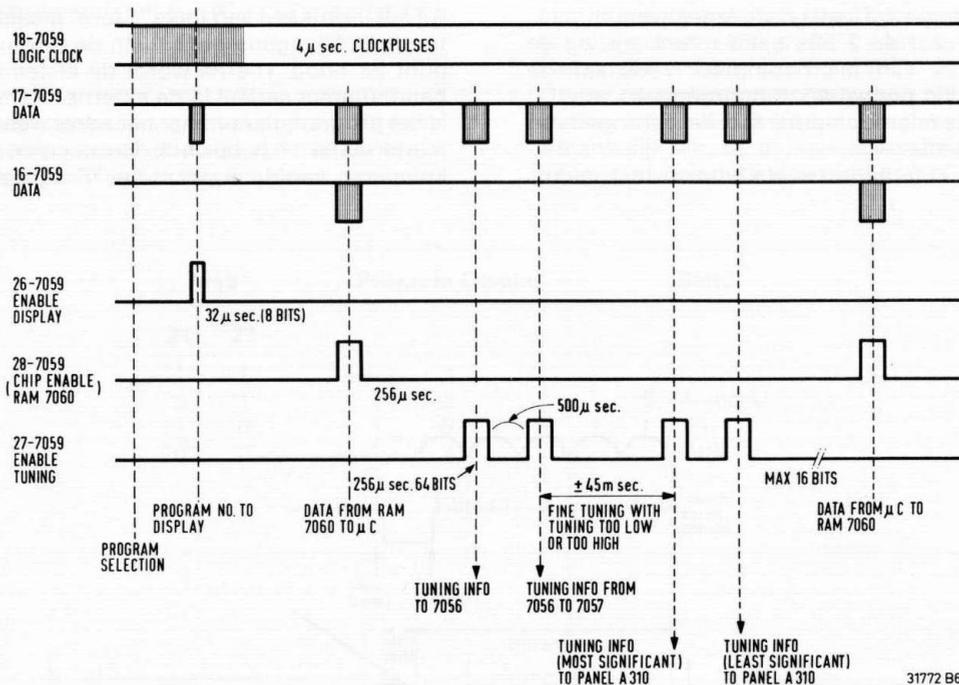 18-7059
LOGIC CLOCK
4μ sec. CLOCKPULSES
17-7059
DATA
16-7059
DATA
26-7059
ENABLE
DISPLAY
32μ sec. (8 BITS)
28-7059
(CHIP ENABLE)
RAM 7060
256μ sec.
27-7059
ENABLE
TUNING
500μ sec.
256μ sec. 64 BITS
± 45m sec.
MAX 16 BITS
PROGRAM NO. TO
DISPLAY
DATA FROM RAM
7060 TO μC
FINE TUNING WITH
TUNING TOO LOW
OR TOO HIGH
DATA FROM μC TO
RAM 7060
PROGRAM
SELECTION
TUNING INFO
TO 7056
TUNING INFO FROM
7056 TO 7057
TUNING INFO
(MOST SIGNIFICANT)
TO PANEL A310
TUNING INFO
(LEAST SIGNIFICANT)
TO PANEL A310
31772 B6